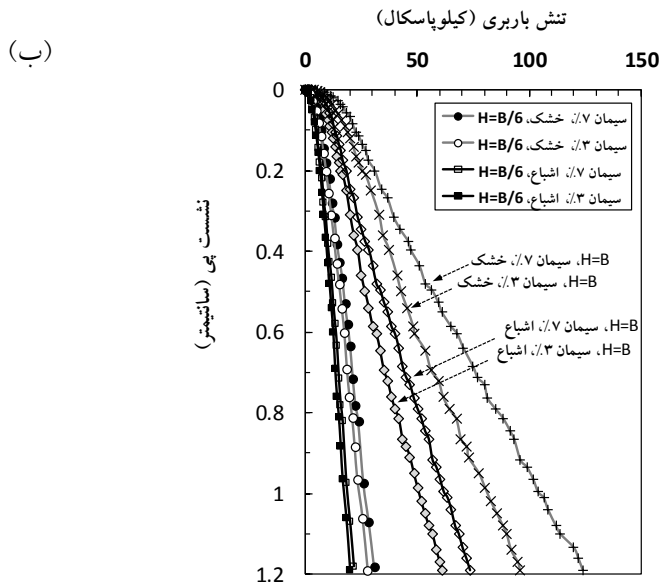 تنش باربری (کیلوپاسکال)
(ب)
0 50 100 150
0
0.2
0.4
0.6
0.8
1
1.2
نشست پی (سانتیمتر)
سیمان ۷٪، خشک، H=B/6
سیمان ۳٪، خشک، H=B/6
سیمان ۷٪، اشباع، H=B/6
سیمان ۳٪، اشباع، H=B/6
H=B، سیمان ۷٪، خشک
H=B، سیمان ۳٪، خشک
H=B، سیمان ۷٪، اشباع
H=B، سیمان ۳٪، اشباع